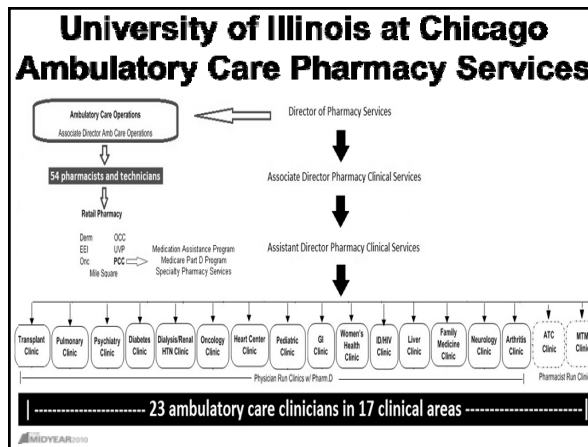 University of Illinois at Chicago
Ambulatory Care Pharmacy Services
Ambulatory Care Operations
Associate Director Amb Care Operations
Director of Pharmacy Services
54 pharmacists and technicians
Associate Director Pharmacy Clinical Services
Retail Pharmacy
Derm OCC
EEI UVP
Onc PCC
Mile Square
Medication Assistance Program
Medicare Part D Program
Specialty Pharmacy Services
Assistant Director Pharmacy Clinical Services
Transplant
Clinic
Pulmonary
Clinic
Psychiatry
Clinic
Diabetes
Clinic
Dialysis/Renal
HTN Clinic
Oncology
Clinic
Heart Center
Clinic
Pediatric
Clinic
GI
Clinic
Women's
Health
Clinic
ID/HIV
Clinic
Liver
Clinic
Family
Medicine
Clinic
Neurology
Clinic
Arthritis
Clinic
ATC
Clinic
MTM
Clinic
Physician Run Clinics w/ Pharm.D
Pharmacist Run Clinic
| ------------------- 23 ambulatory care clinicians in 17 clinical areas ------------------- |
MIDYEAR2010